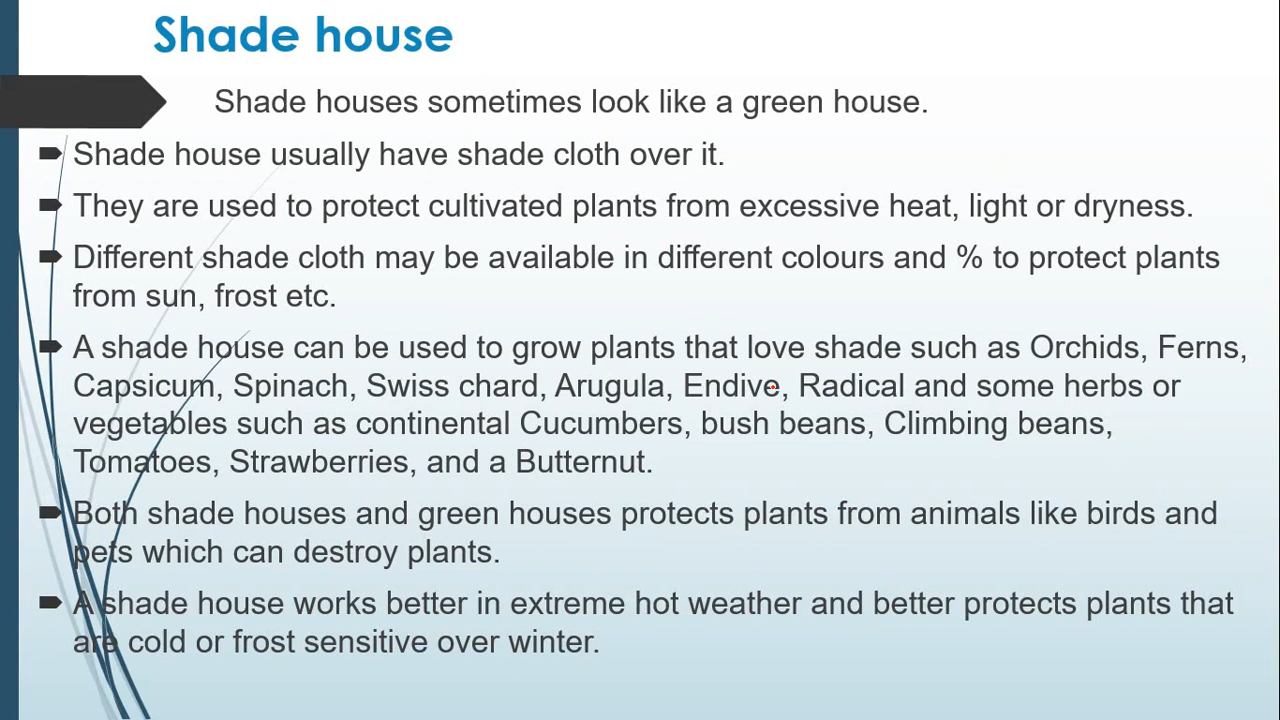 Shade house
Shade houses sometimes look like a green house.
Shade house usually have shade cloth over it.
They are used to protect cultivated plants from excessive heat, light or dryness.
Different shade cloth may be available in different colours and % to protect plants
from sun, frost etc.
A shade house can be used to grow plants that love shade such as Orchids, Ferns,
Capsicum, Spinach, Swiss chard, Arugula, Endive, Radical and some herbs or
vegetables such as continental Cucumbers, bush beans, Climbing beans,
Tomatoes, Strawberries, and a Butternut.
Both shade houses and green houses protects plants from animals like birds and
pets which can destroy plants.
A shade house works better in extreme hot weather and better protects plants that
are cold or frost sensitive over winter.